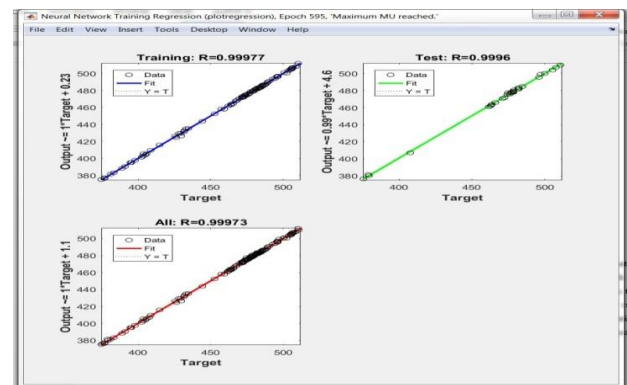 Neural Network Training Regression (plotregression), Epoch 595, 'Maximum MU reached.'
File Edit View Insert Tools Desktop Window Help
Training: R=0.99977
Output ~= 1*Target + 0.23
500
480
460
440
420
400
380
Data
Fit
Y = T
400 450 500
Target
Test: R=0.9996
Output ~= 0.99*Target + 4.6
500
480
460
440
420
400
380
Data
Fit
Y = T
400 450 500
Target
All: R=0.99973
Output ~= 1*Target + 1.1
500
480
460
440
420
400
380
Data
Fit
Y = T
400 450 500
Target